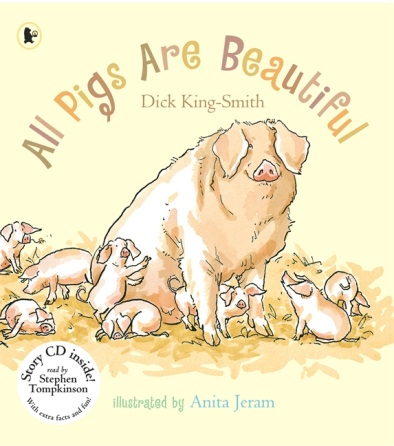 All Pigs Are Beautiful
Dick King-Smith
Story CD inside!
read by
Stephen
Tompkinson
With extra facts and fun!
illustrated by Anita Jeram